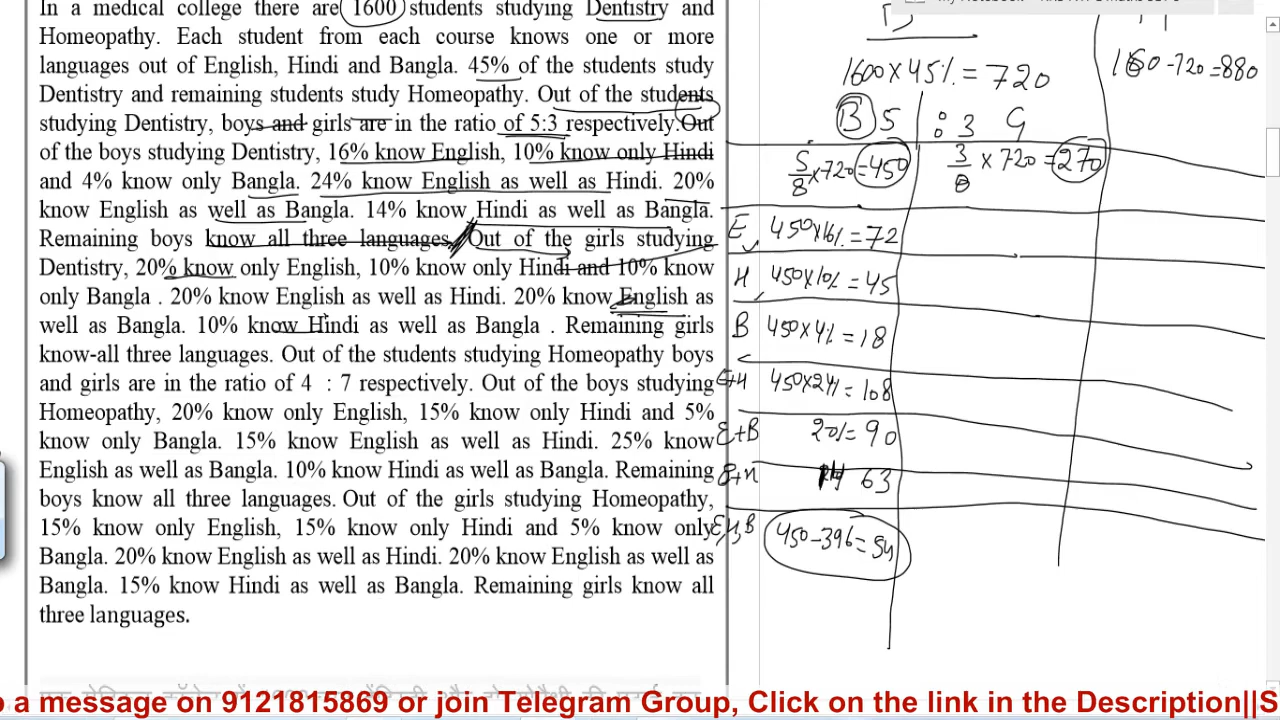 In a medical college there are 1600 students studying Dentistry and
Homeopathy. Each student from each course knows one or more
languages out of English, Hindi and Bangla. 45% of the students study
Dentistry and remaining students study Homeopathy. Out of the students
studying Dentistry, boys and girls are in the ratio of 5:3 respectively.Out
of the boys studying Dentistry, 16% know English, 10% know only Hindi
and 4% know only Bangla. 24% know English as well as Hindi. 20%
know English as well as Bangla. 14% know Hindi as well as Bangla.
Remaining boys know all three languages. Out of the girls studying
Dentistry, 20% know only English, 10% know only Hindi and 10% know
only Bangla . 20% know English as well as Hindi. 20% know English as
well as Bangla. 10% know Hindi as well as Bangla . Remaining girls
know-all three languages. Out of the students studying Homeopathy boys
and girls are in the ratio of 4 : 7 respectively. Out of the boys studying
Homeopathy, 20% know only English, 15% know only Hindi and 5%
know only Bangla. 15% know English as well as Hindi. 25% know
English as well as Bangla. 10% know Hindi as well as Bangla. Remaining
boys know all three languages. Out of the girls studying Homeopathy,
15% know only English, 15% know only Hindi and 5% know only
Bangla. 20% know English as well as Hindi. 20% know English as well as
Bangla. 15% know Hindi as well as Bangla. Remaining girls know all
three languages.
1600 × 45% = 720
1600 - 720 = 880
B 5 : 3 G
5/8 × 720 = 450
3/8 × 720 = 270
E 450×16% = 72
H 450×10% = 45
B 450×4% = 18
E+H 450×24% = 108
E+B 20% = 90
14 63
E,H,B 450-396 = 54
o a message on 9121815869 or join Telegram Group, Click on the link in the Description||S